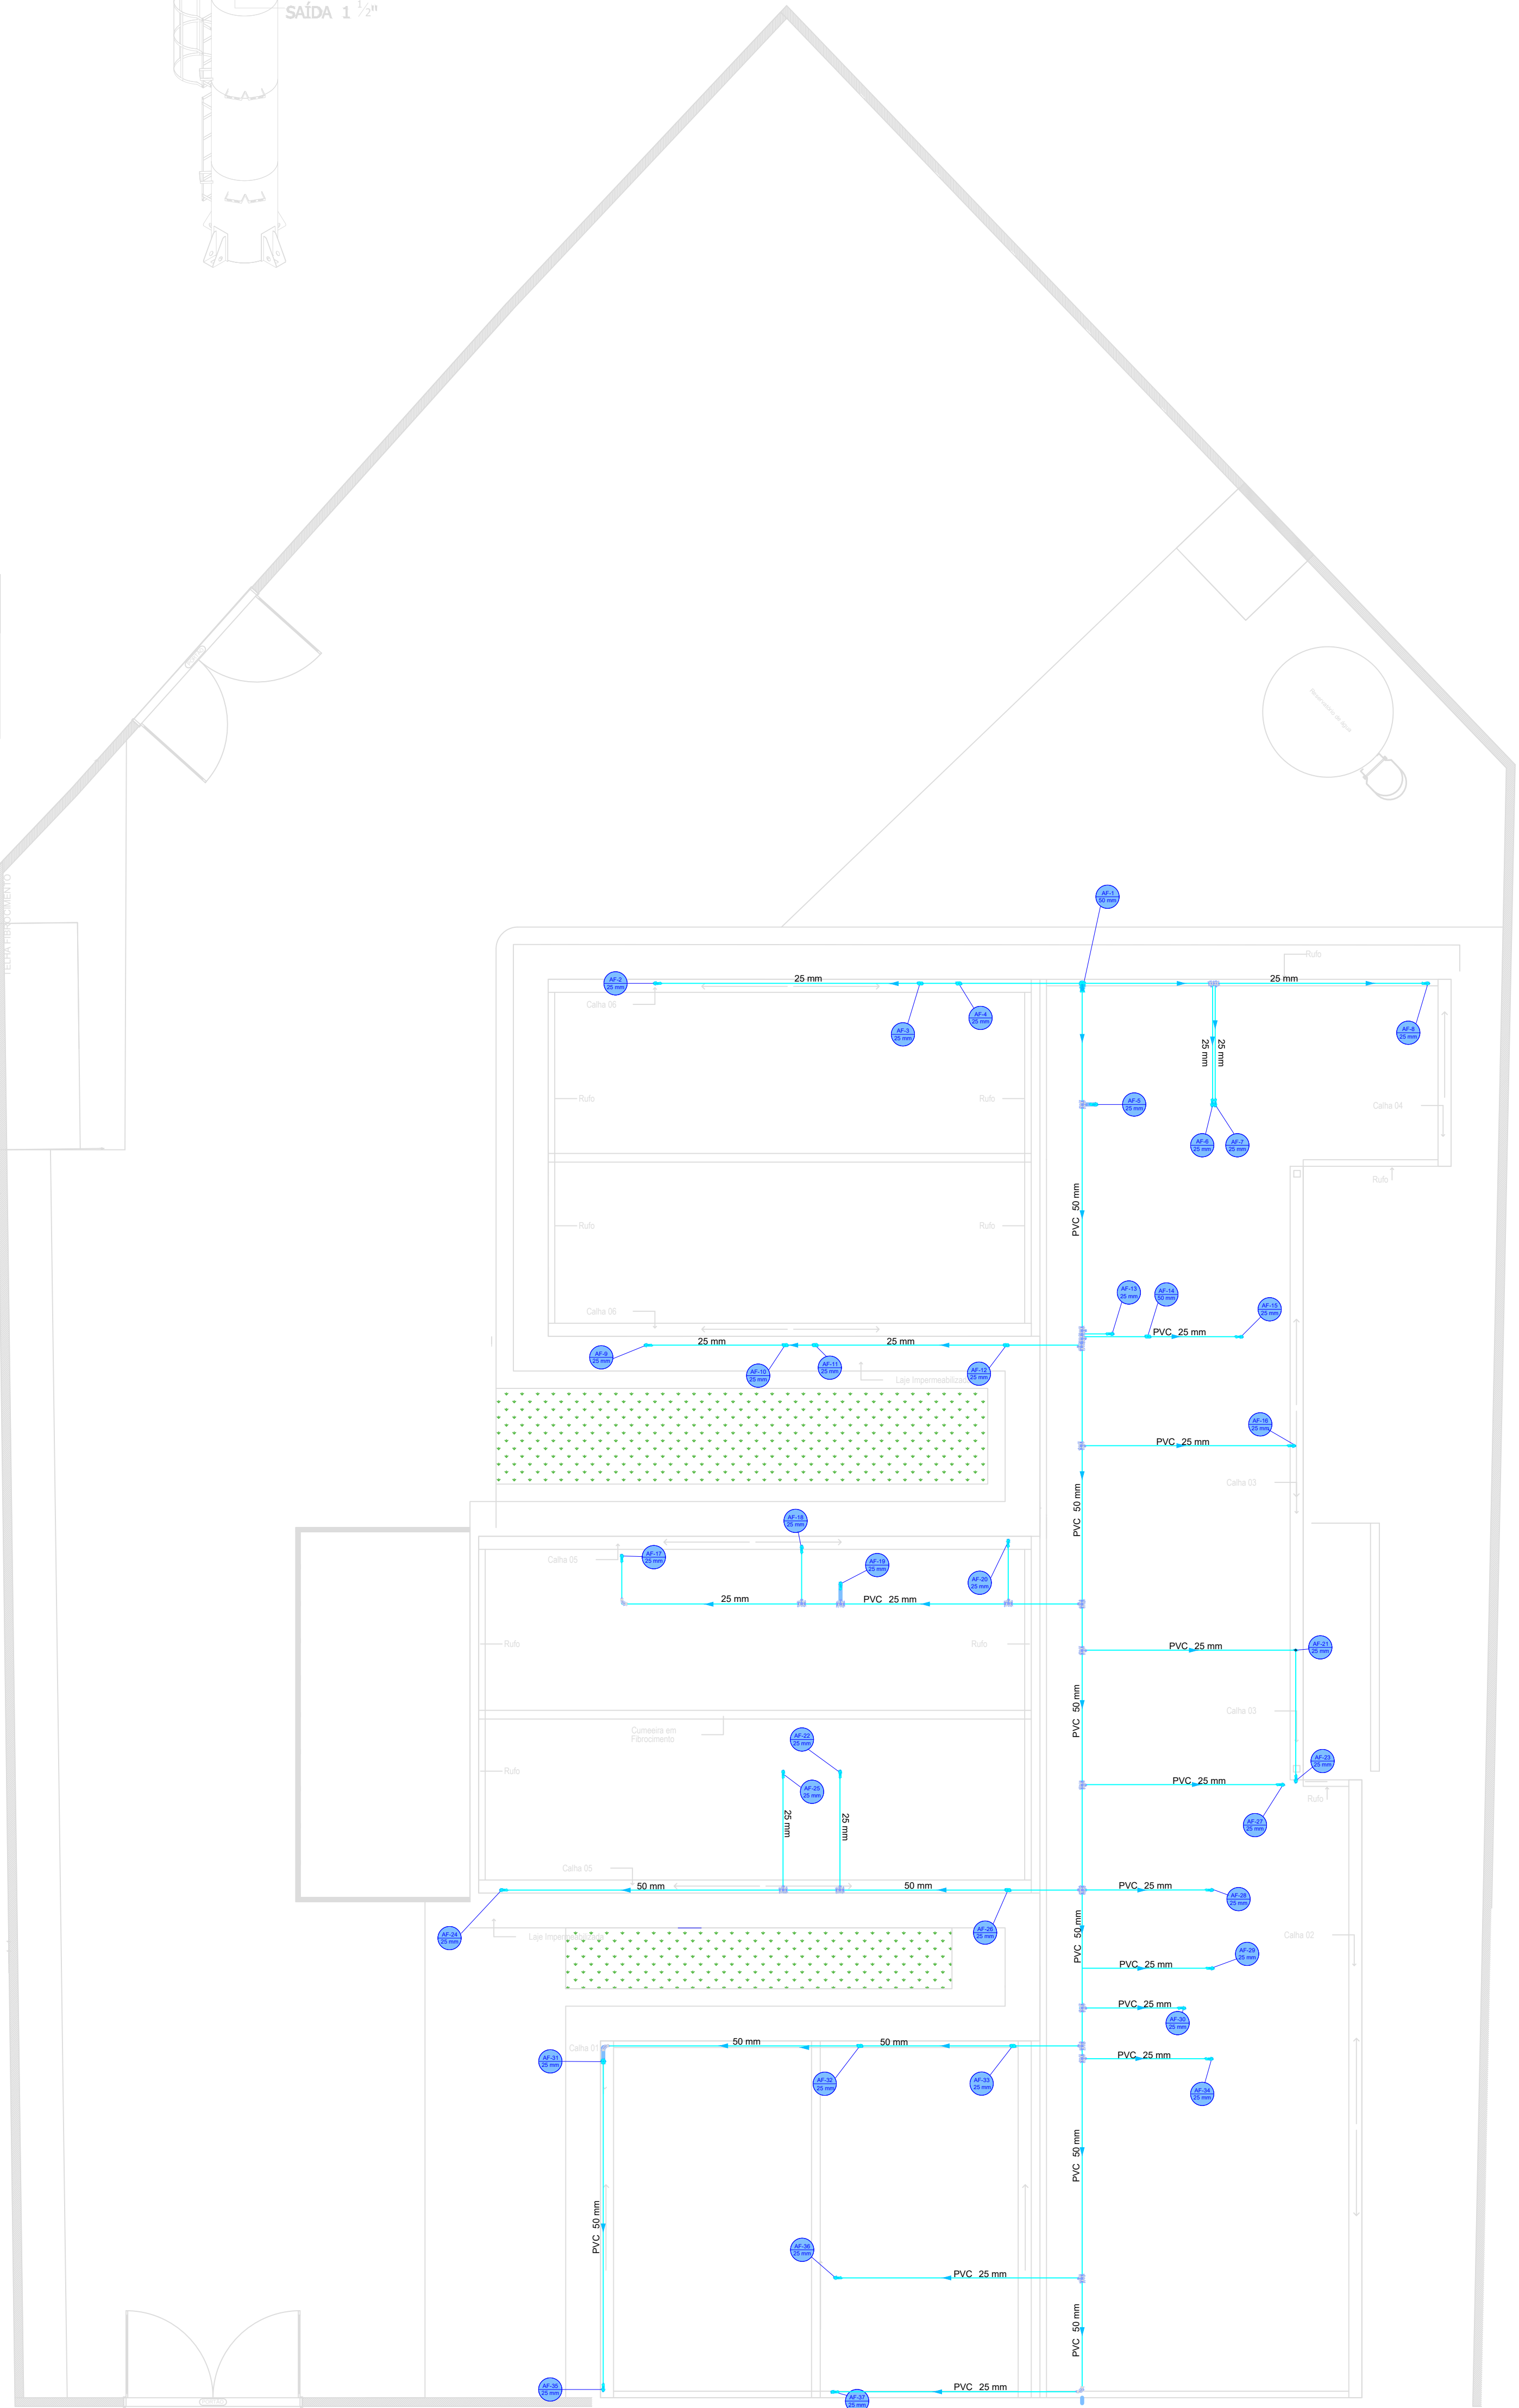 SAÍDA 1 1/2"
Reservatório de água
TELHA FIBROCIMENTO
AF-1
50 mm
Rufo
AF-2
25 mm
25 mm
25 mm
Calha 06
AF-3
25 mm
AF-4
25 mm
AF-8
25 mm
25 mm
25 mm
Rufo
Rufo
AF-5
25 mm
Calha 04
AF-6
25 mm
AF-7
25 mm
Rufo
PVC 50 mm
Rufo
Rufo
Calha 06
AF-13
25 mm
AF-14
50 mm
AF-15
25 mm
PVC 25 mm
25 mm
25 mm
AF-9
25 mm
AF-10
25 mm
AF-11
25 mm
AF-12
25 mm
Laje Impermeabilizada
AF-16
25 mm
PVC 25 mm
Calha 03
PVC 50 mm
AF-18
25 mm
Calha 05
AF-17
25 mm
AF-19
25 mm
AF-20
25 mm
25 mm
PVC 25 mm
Rufo
Rufo
PVC 25 mm
AF-21
25 mm
PVC 50 mm
Calha 03
Cumeeira em
Fibrocimento
AF-22
25 mm
Rufo
AF-25
25 mm
AF-23
25 mm
PVC 25 mm
Rufo
25 mm
25 mm
AF-27
25 mm
Calha 05
50 mm
50 mm
PVC 25 mm
AF-28
25 mm
AF-24
25 mm
Laje Impermeabilizada
AF-26
25 mm
PVC 50 mm
Calha 02
AF-29
25 mm
PVC 25 mm
PVC 25 mm
AF-30
25 mm
Calha 01
50 mm
50 mm
PVC 25 mm
AF-31
25 mm
AF-32
25 mm
AF-33
25 mm
AF-34
25 mm
PVC 50 mm
PVC 50 mm
AF-36
25 mm
PVC 25 mm
PVC 50 mm
AF-35
25 mm
PVC 25 mm
AF-37
25 mm